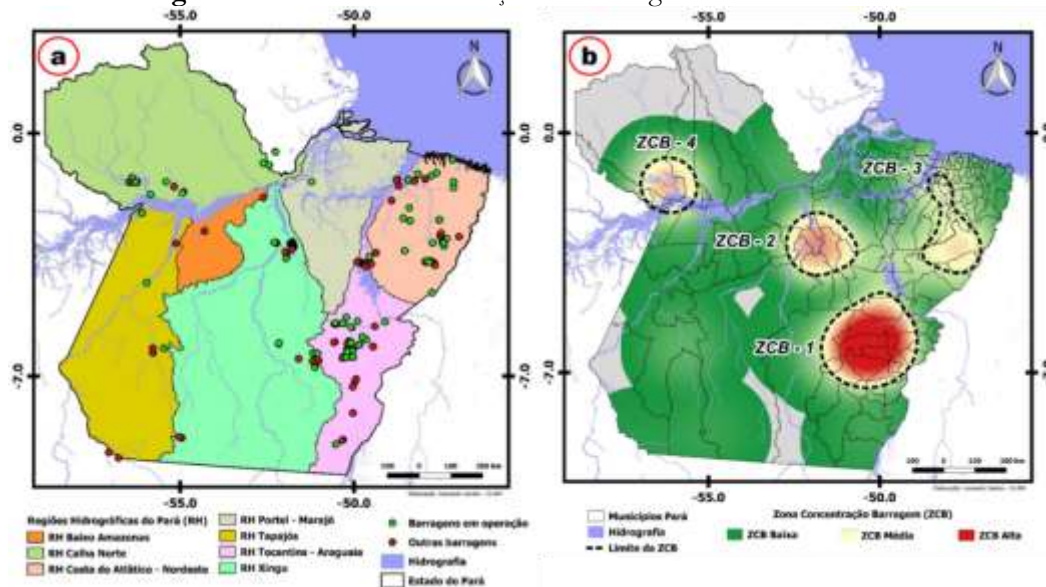 -55.0 -50.0 -55.0 -50.0
a N b N
0.0 0.0 0.0
ZCB - 4
ZCB - 3
ZCB - 2
ZCB - 1
-7.0 -7.0 -7.0
-55.0 -50.0 -55.0 -50.0
Regiões Hidrográficas do Pará (RH)
RH Baixo Amazonas
RH Calha Norte
RH Costa do Atlântico - Nordeste
RH Portel - Marajó
RH Tapajós
RH Tocantins - Araguaia
RH Xingu
Barragens em operação
Outras barragens
Hidrografia
Estado do Pará
Municípios Pará
Hidrografia
Limite da ZCB
Zona Concentração Barragem (ZCB)
ZCB Baixa
ZCB Média
ZCB Alta